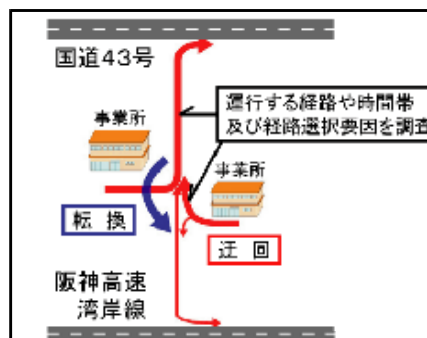 国道43号
運行する経路や時間帯
及び経路選択要因を調査
事業所
事業所
転換
迂回
阪神高速
湾岸線